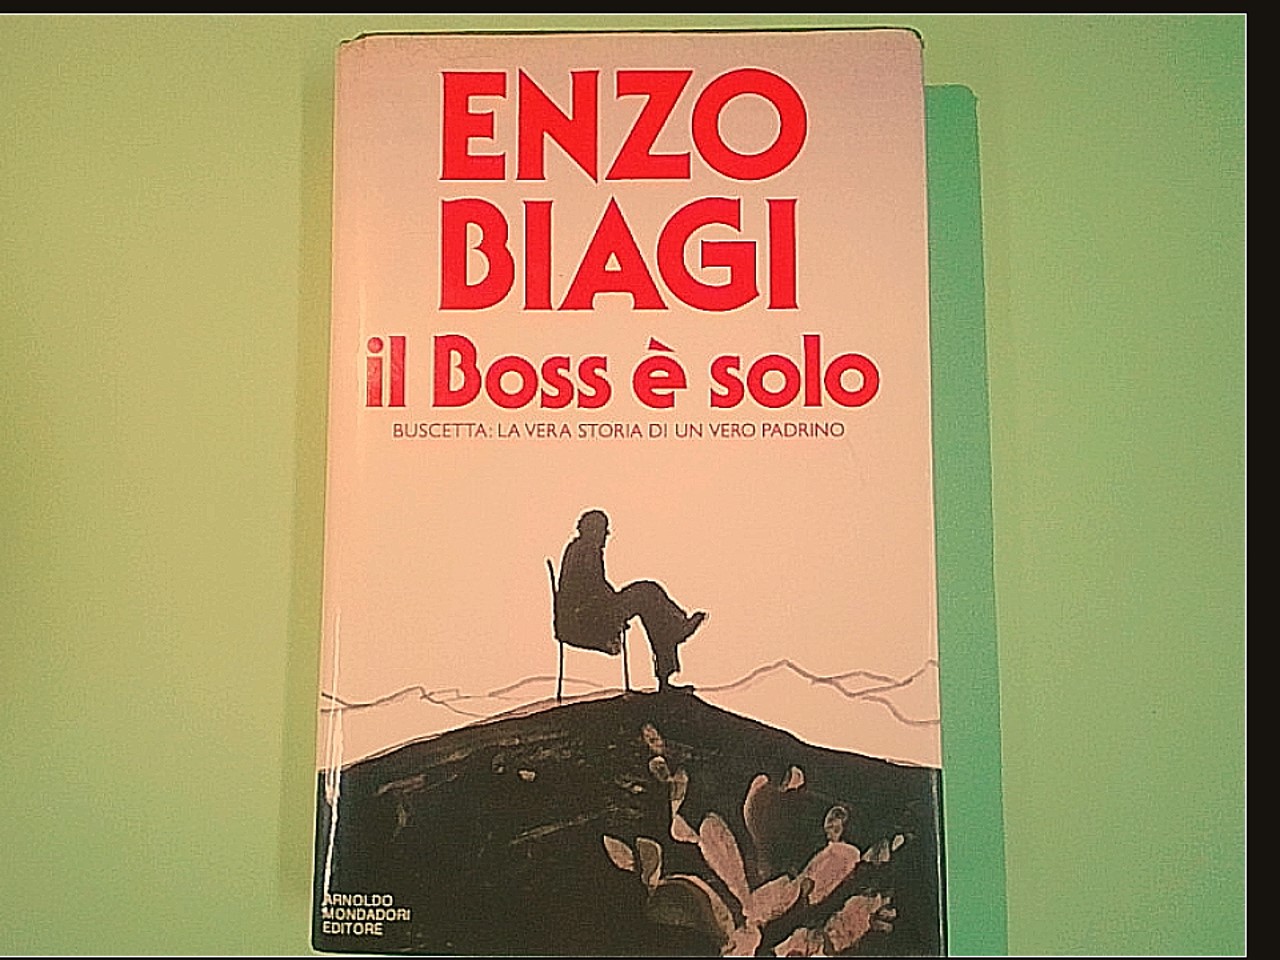 ENZO
BIAGI
il Boss è solo
BUSCETTA: LA VERA STORIA DI UN VERO PADRINO
ARNOLDO
MONDADORI
EDITORE